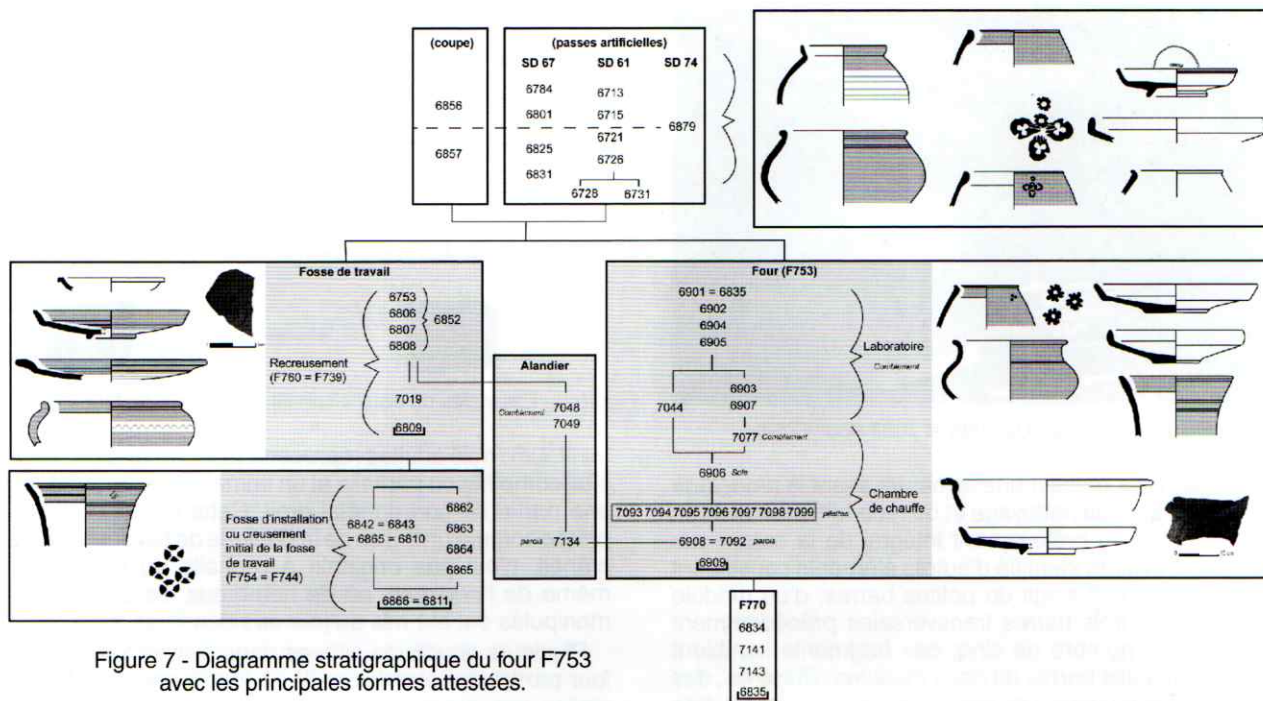 (coupe)
6856
6857
(passes artificielles)
SD 67 SD 61 SD 74
6784 6713
6801 6715
6879
6721
6825 6726
6831
6728 6731
Fosse de travail
6753
6806
6807
6808
6852
Recreusement
(F760 = F739)
7019
6809
Fosse d'installation
ou creusement
initial de la fosse
de travail
(F754 = F744)
6842 = 6843
= 6865 = 6810
6862
6863
6864
6865
6866 = 6811
Alandier
Comblement
7048
7049
parois 7134
Four (F753)
6901 = 6835
6902
6904
6905
Laboratoire
Comblement
7044
6903
6907
7077 Comblement
6906 Sole
Chambre
de chauffe
7093 7094 7095 7096 7097 7098 7099 pilettes
6908 = 7092 parois
6909
F770
6834
7141
7143
6835
Figure 7 - Diagramme stratigraphique du four F753
avec les principales formes attestées.